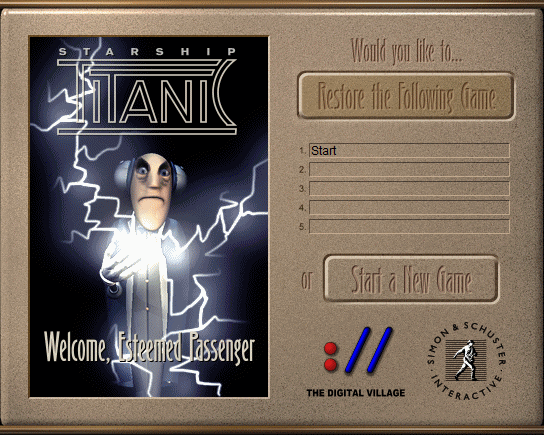 STARSHIP
TITANIC
Welcome, Esteemed Passenger
Would you like to...
Restore the Following Game
1. Start
2.
3.
4.
5.
or
Start a New Game
THE DIGITAL VILLAGE
SIMON & SCHUSTER
INTERACTIVE